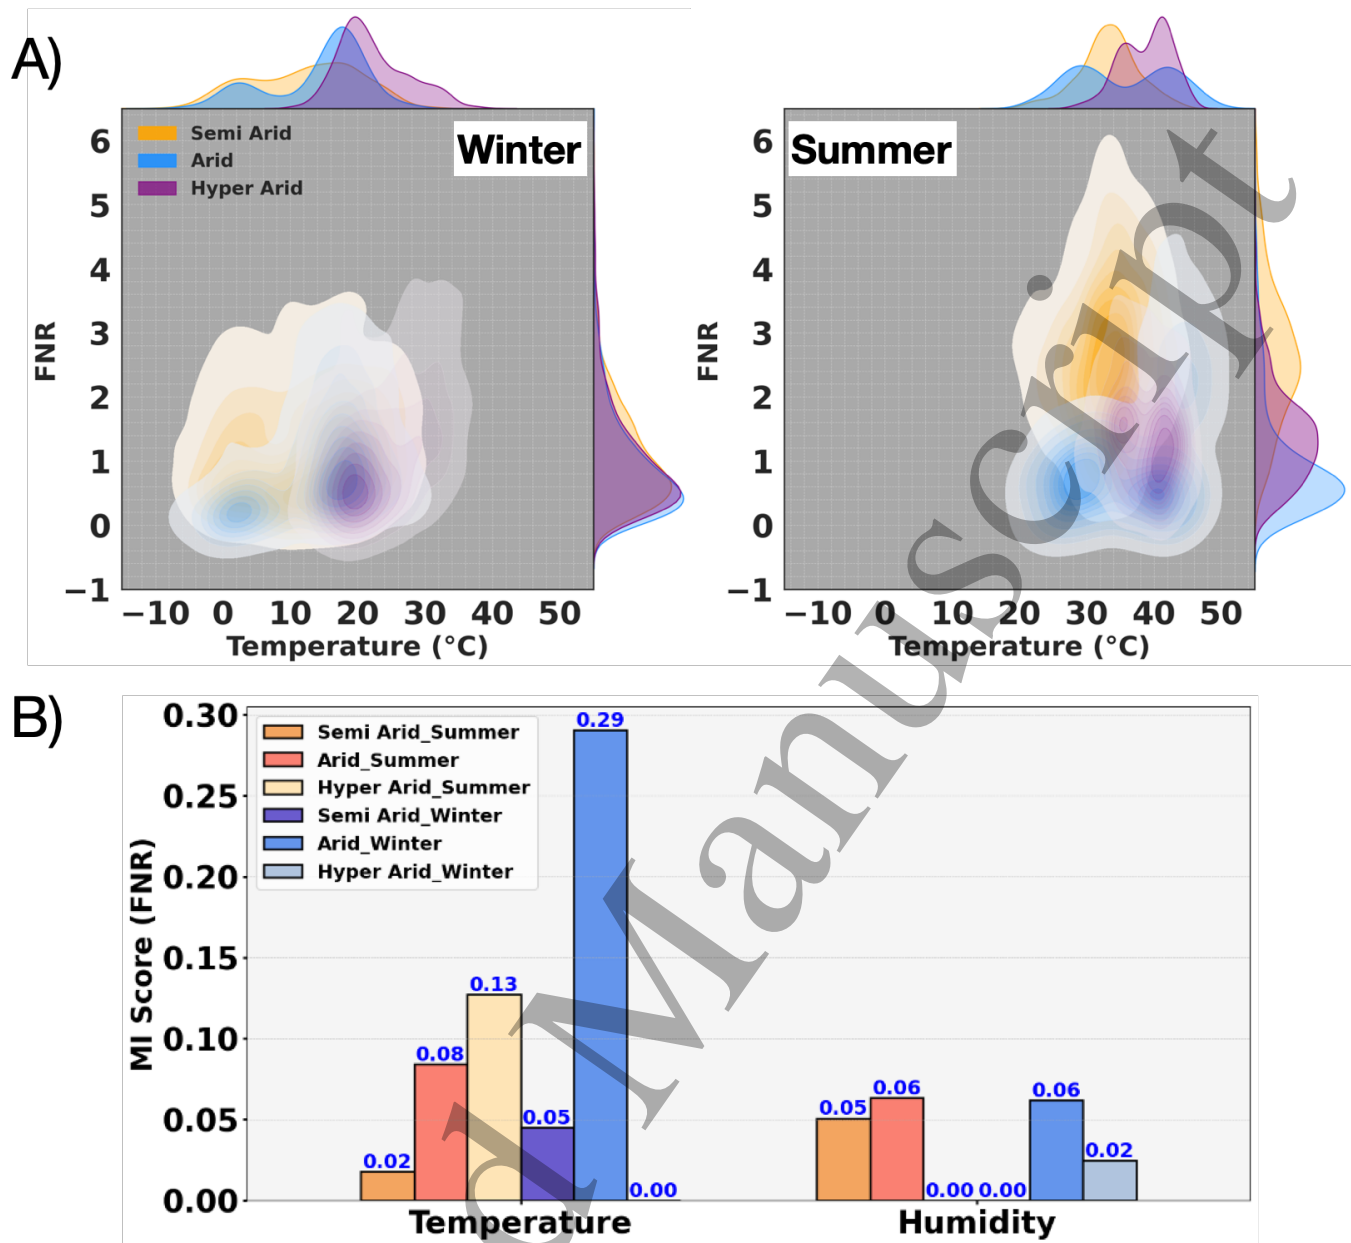 A)
Semi Arid
Arid
Hyper Arid
Winter
6
5
4
3
2
1
0
−1
FNR
−10 0 10 20 30 40 50
Temperature (°C)
Summer
6
5
4
3
2
1
0
−1
FNR
−10 0 10 20 30 40 50
Temperature (°C)
B)
0.30
0.25
0.20
0.15
0.10
0.05
0.00
MI Score (FNR)
Semi Arid_Summer
Arid_Summer
Hyper Arid_Summer
Semi Arid_Winter
Arid_Winter
Hyper Arid_Winter
0.02
0.08
0.13
0.05
0.29
0.00
0.05
0.06
0.00
0.00
0.06
0.02
Temperature
Humidity
d Manuscript